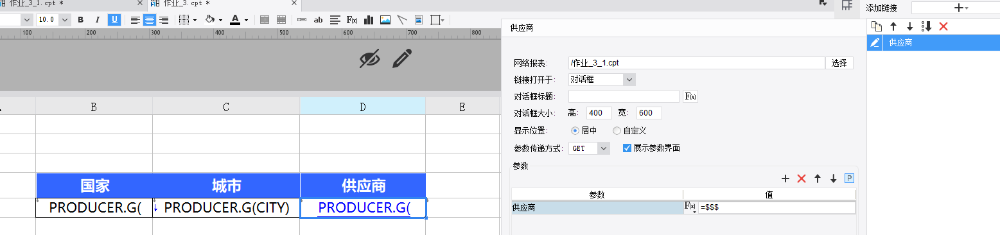 作业_3_1.cpt *
作业_3.cpt *
添加链接
10.0 B I U ab F(x)
100 200 300 400 500 600 700 800
供应商
供应商
网络报表: /作业_3_1.cpt 选择
链接打开于: 对话框
对话框标题: F(x)
对话框大小: 高: 400 宽: 600
显示位置: 居中 自定义
参数传递方式: GET 展示参数界面
参数
P
参数 值
供应商 F(x) =$$$
B C D E
国家 城市 供应商
PRODUCER.G( PRODUCER.G(CITY) PRODUCER.G(